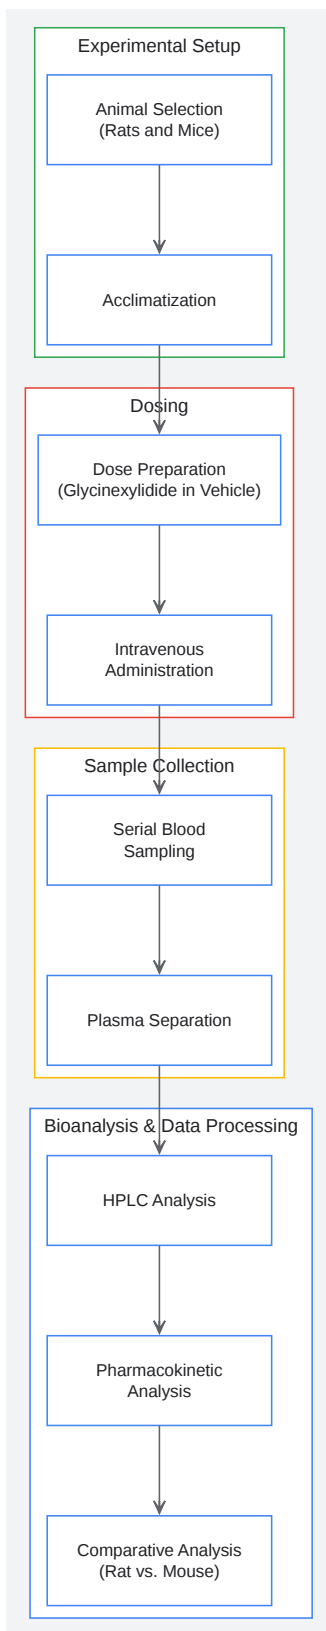 Experimental Setup
Animal Selection
(Rats and Mice)
Acclimatization
Dosing
Dose Preparation
(Glycinexylidide in Vehicle)
Intravenous
Administration
Sample Collection
Serial Blood
Sampling
Plasma Separation
Bioanalysis & Data Processing
HPLC Analysis
Pharmacokinetic
Analysis
Comparative Analysis
(Rat vs. Mouse)